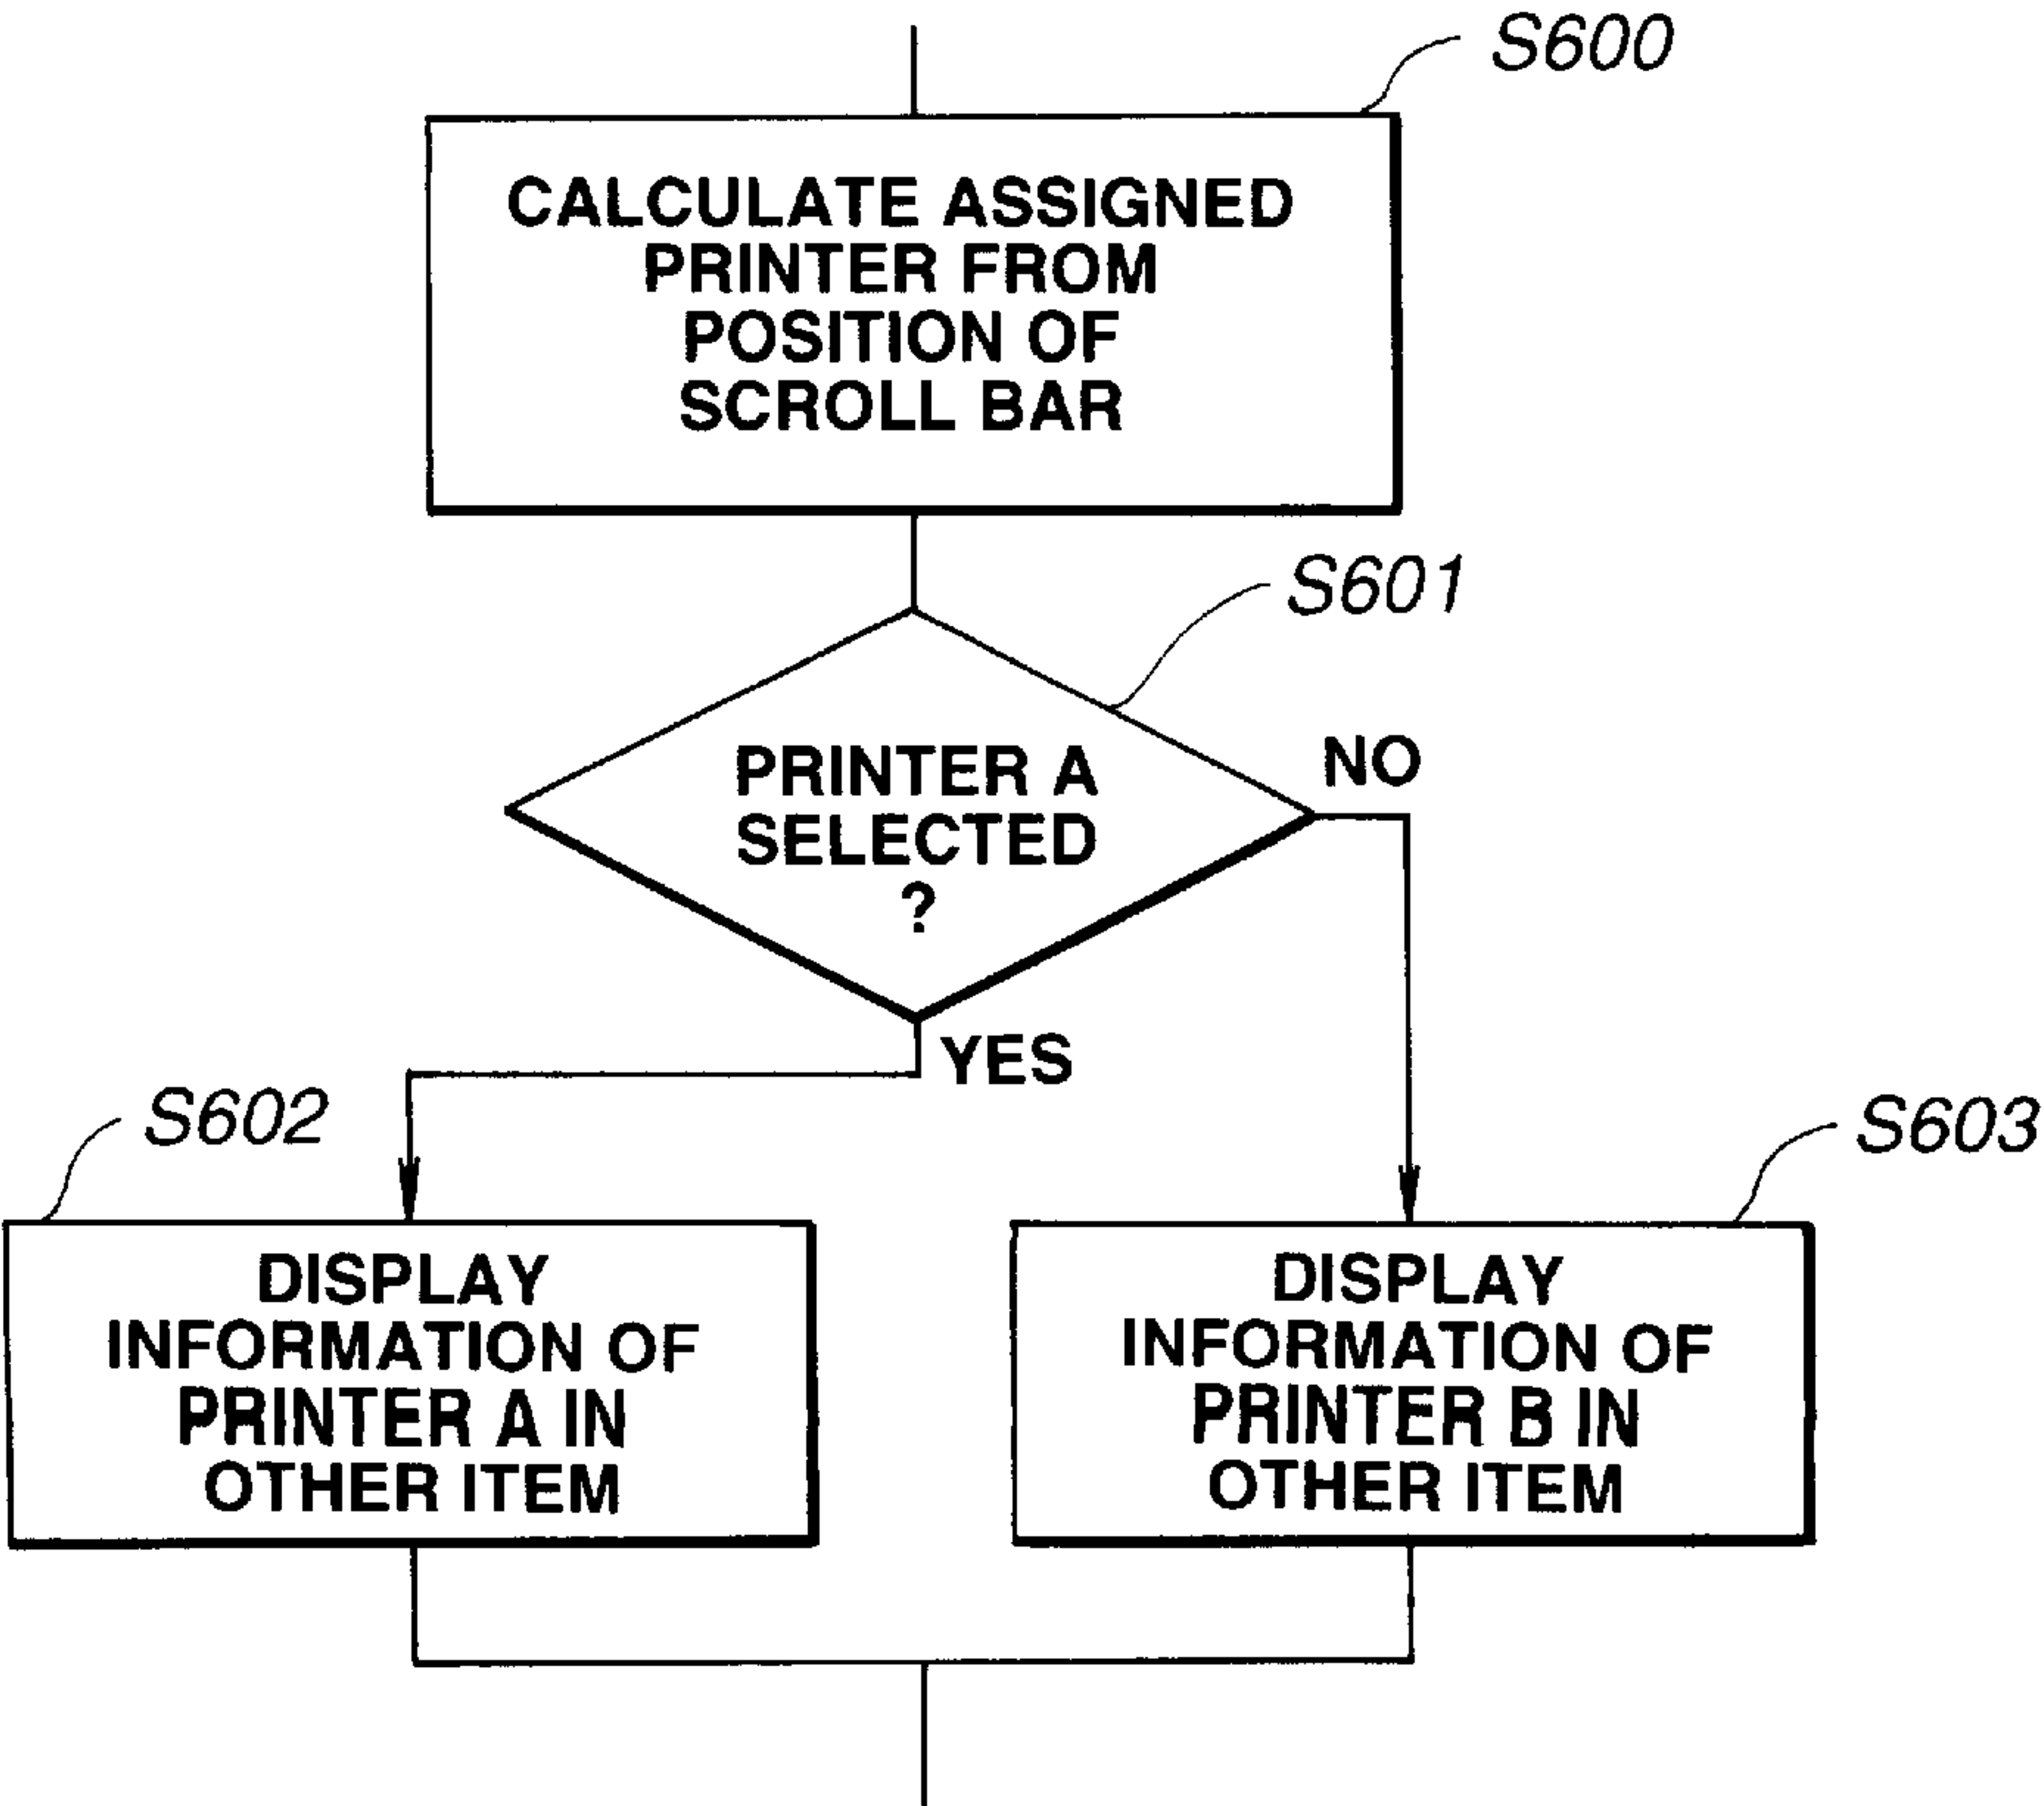 S600
CALCULATE ASSIGNED
PRINTER FROM
POSITION OF
SCROLL BAR
S601
PRINTER A
SELECTED
?
NO
YES
S602
DISPLAY
INFORMATION OF
PRINTER A IN
OTHER ITEM
S603
DISPLAY
INFORMATION OF
PRINTER B IN
OTHER ITEM